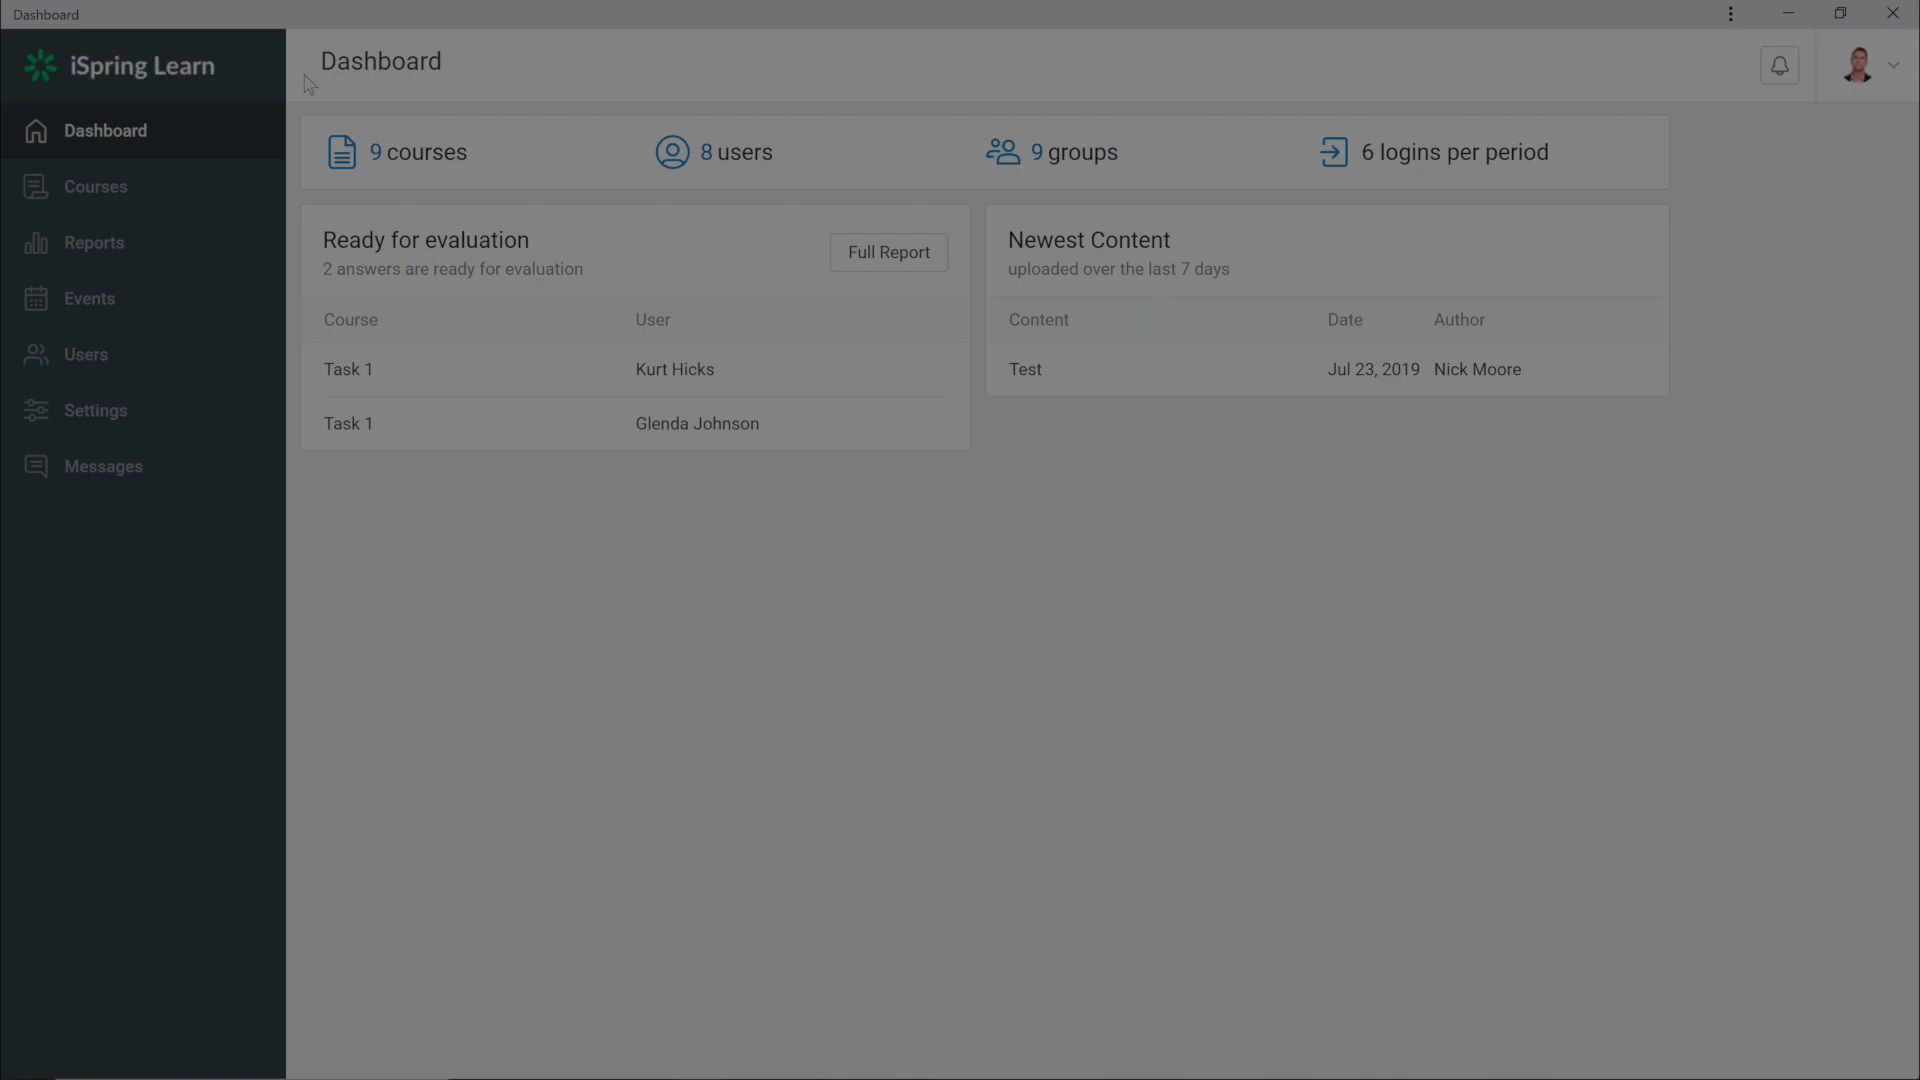 Dashboard
iSpring Learn
Dashboard
Courses
Reports
Events
Users
Settings
Messages
Dashboard
9 courses
8 users
9 groups
6 logins per period
Ready for evaluation
2 answers are ready for evaluation
Full Report
Course User
Task 1 Kurt Hicks
Task 1 Glenda Johnson
Newest Content
uploaded over the last 7 days
Content Date Author
Test Jul 23, 2019 Nick Moore